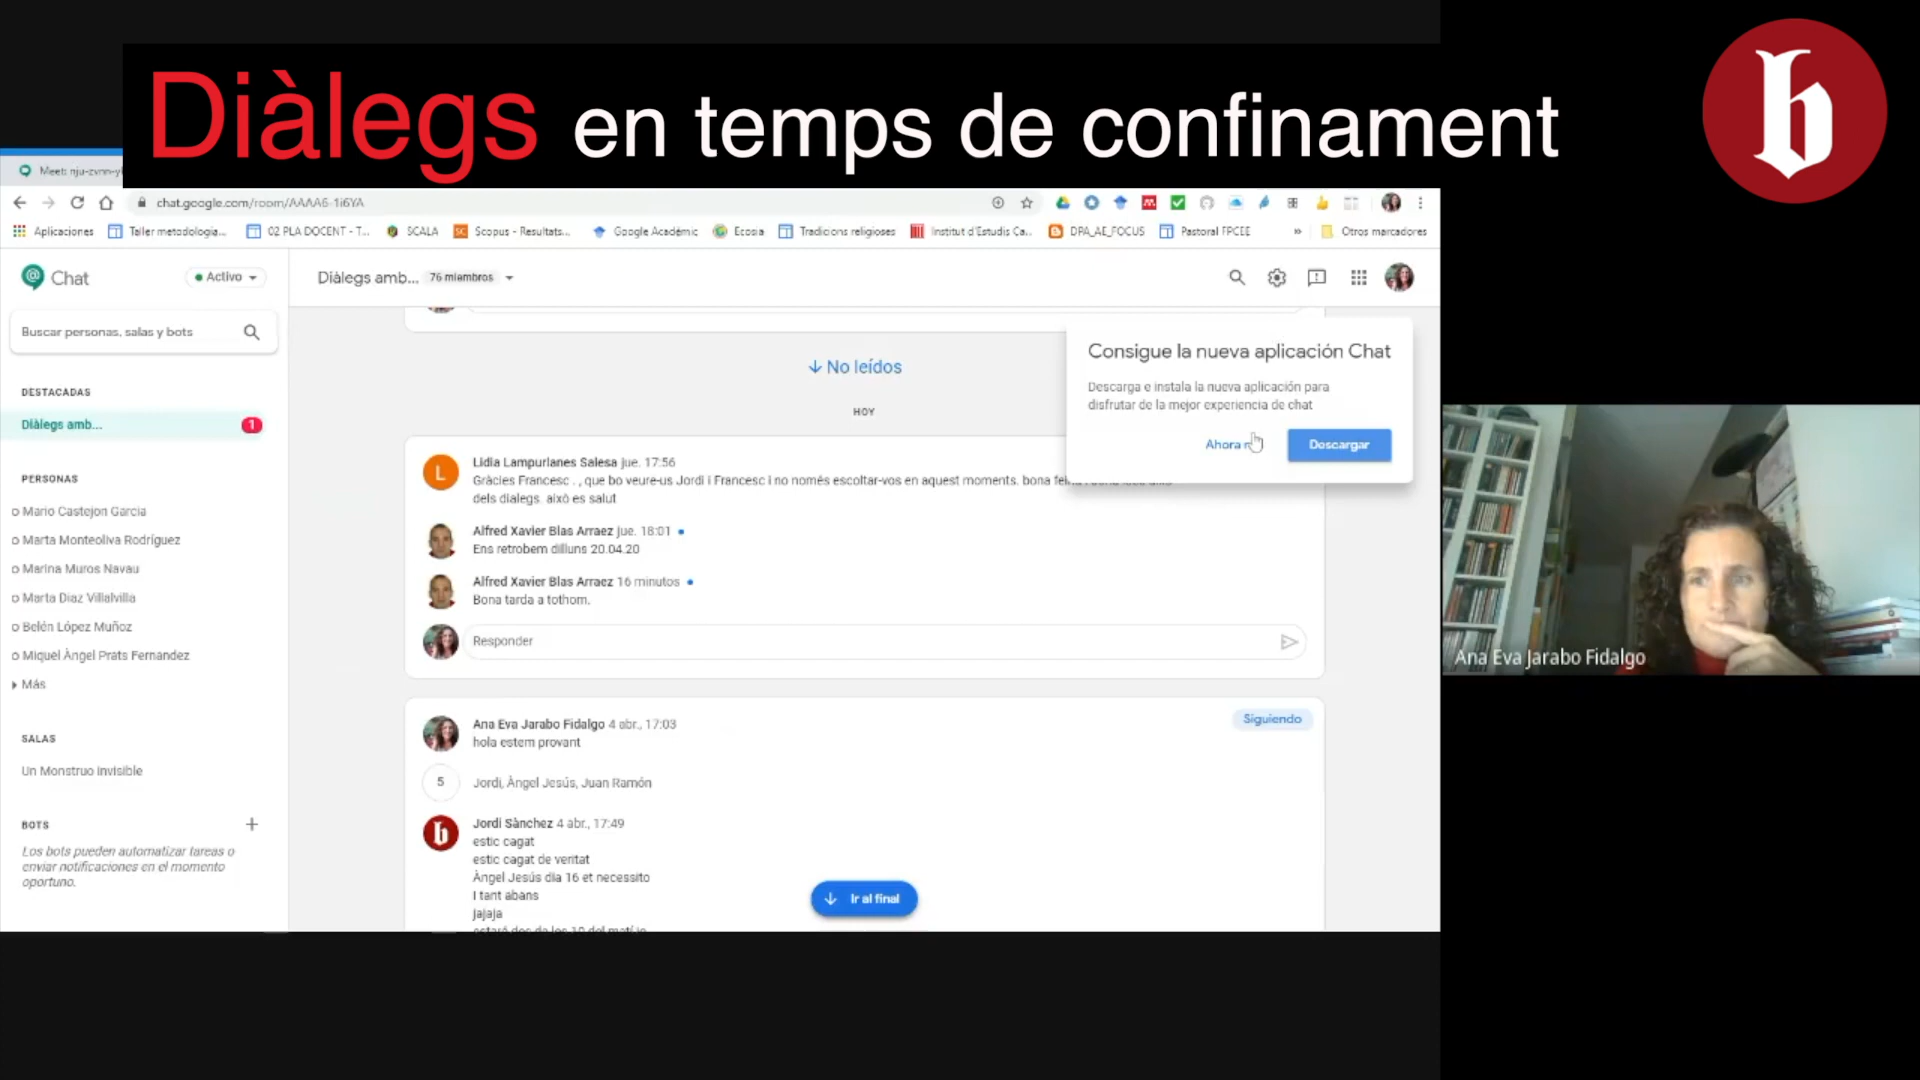 Diàlegs en temps de confinament
b
chat.google.com/room/AAAA6-1i6YA
Aplicaciones
Taller metodologia...
02 PLA DOCENT - T...
SCALA
Scopus - Resultats...
Google Acadèmic
Ecosia
Tradicions religioses
Institut d'Estudis Ca...
DPA_AE_FOCUS
Pastoral FPCEE
»
Otros marcadores
Chat
Activo
Diàlegs amb...
76 miembros
Buscar personas, salas y bots
DESTACADAS
Diàlegs amb...
1
PERSONAS
Mario Castejon Garcia
Marta Monteoliva Rodríguez
Marina Muros Navau
Marta Diaz Villalvilla
Belén López Muñoz
Miquel Àngel Prats Fernandez
Más
SALAS
Un Monstruo Invisible
BOTS
Los bots pueden automatizar tareas o
enviar notificaciones en el momento
oportuno.
No leídos
HOY
Consigue la nueva aplicación Chat
Descarga e instala la nueva aplicación para
disfrutar de la mejor experiencia de chat
Ahora
Descargar
L
Lidia Lampurlanes Salesa jue. 17:56
Gràcies Francesc . , que bo veure-us Jordi i Francesc i no només escoltar-vos en aquest moments. bona
dels dialegs. això es salut
Alfred Xavier Blas Arraez jue. 18:01
Ens retrobem dilluns 20.04.20
Alfred Xavier Blas Arraez 16 minutos
Bona tarda a tothom.
Responder
Ana Eva Jarabo Fidalgo 4 abr., 17:03
Siguiendo
hola estem provant
5
Jordi, Àngel Jesús, Juan Ramón
b
Jordi Sànchez 4 abr., 17:49
estic cagat
estic cagat de veritat
Àngel Jesús dia 16 et necessito
I tant abans
jajaja
Ir al final
Ana Eva Jarabo Fidalgo